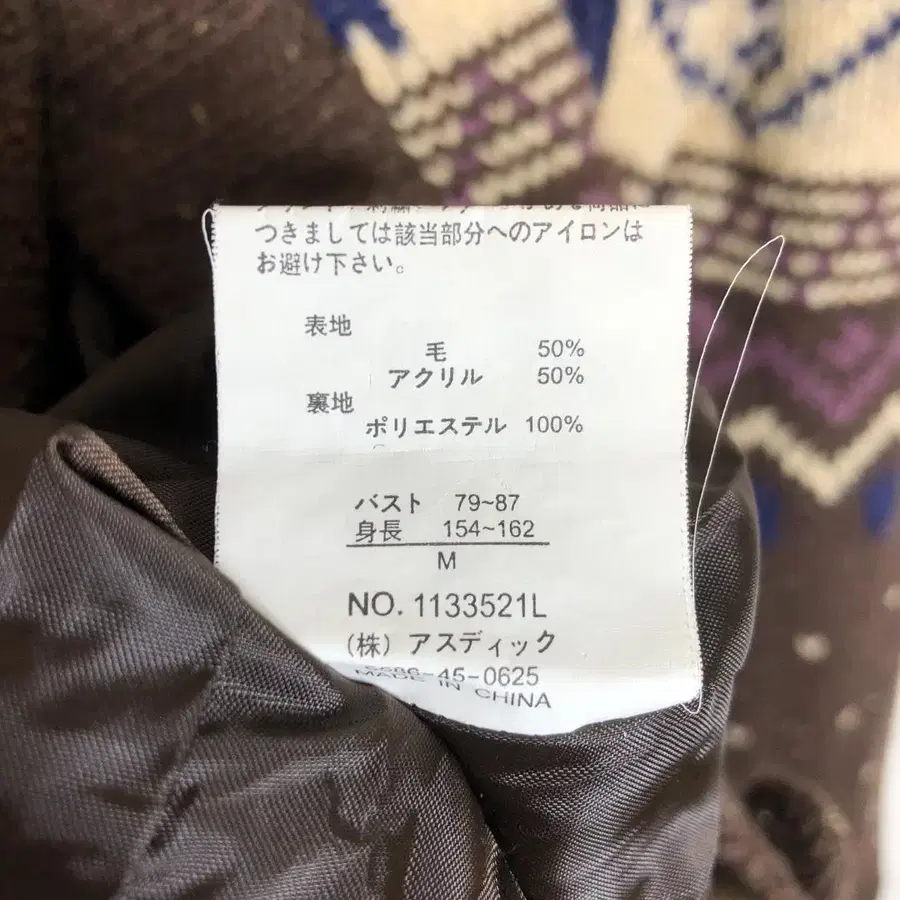 つきましては該当部分へのアイロンは
お避け下さい。
表地
毛 50%
アクリル 50%
裏地
ポリエステル 100%
バスト 79~87
身長 154~162
M
NO. 1133521L
(株) アスディック
-45-0625
MADE IN CHINA